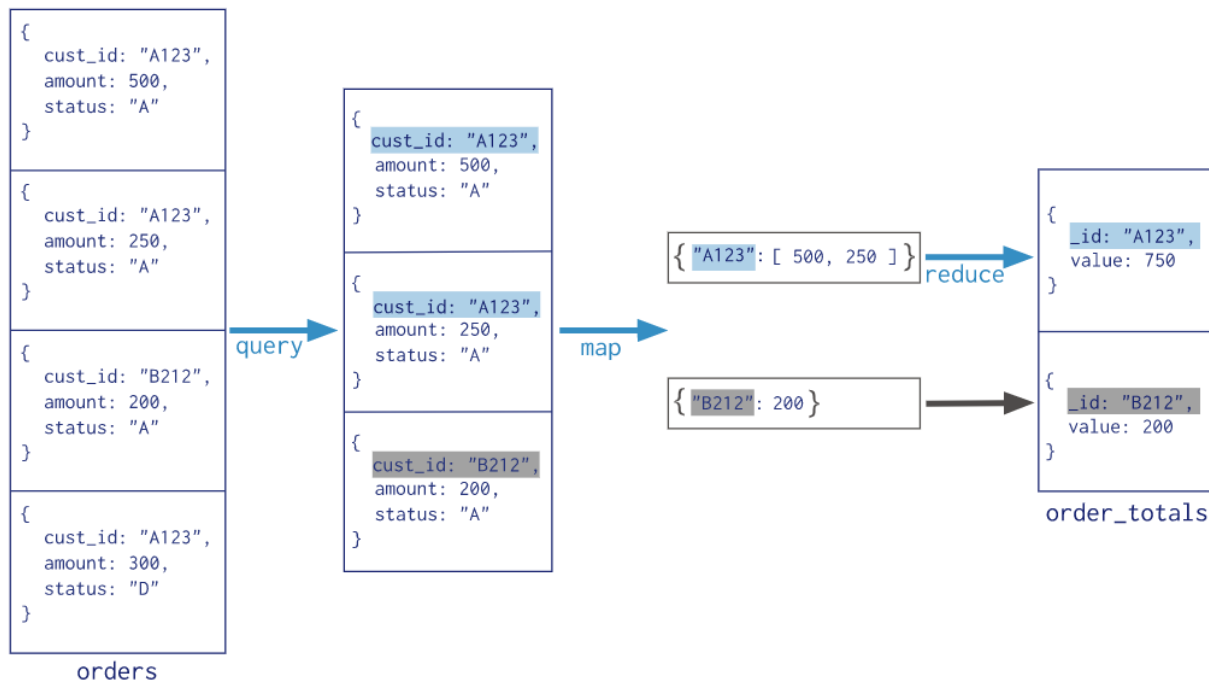 {
cust_id: "A123",
amount: 500,
status: "A"
}
{
cust_id: "A123",
amount: 250,
status: "A"
}
{
cust_id: "B212",
amount: 200,
status: "A"
}
{
cust_id: "A123",
amount: 300,
status: "D"
}
orders
query
{
cust_id: "A123",
amount: 500,
status: "A"
}
{
cust_id: "A123",
amount: 250,
status: "A"
}
{
cust_id: "B212",
amount: 200,
status: "A"
}
map
{ "A123": [ 500, 250 ] }
{ "B212": 200 }
reduce
{
_id: "A123",
value: 750
}
{
_id: "B212",
value: 200
}
order_totals